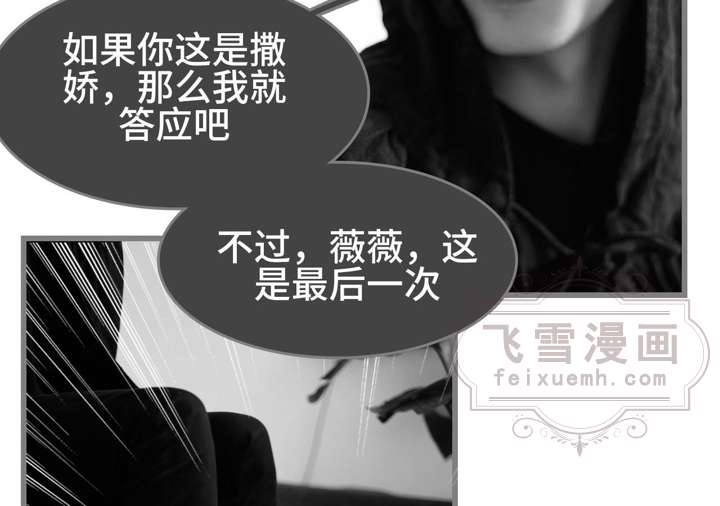 如果你这是撒
娇，那么我就
答应吧
不过，薇薇，这
是最后一次
飞雪漫画
feixuemh.com